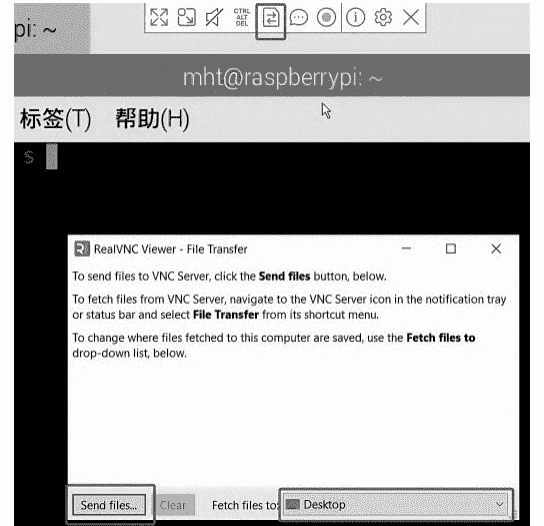 pi: ~
CTRL
ALT
DEL
mht@raspberrypi: ~
标签(T) 帮助(H)
$
RealVNC Viewer - File Transfer
To send files to VNC Server, click the Send files button, below.
To fetch files from VNC Server, navigate to the VNC Server icon in the notification tray
or status bar and select File Transfer from its shortcut menu.
To change where files fetched to this computer are saved, use the Fetch files to
drop-down list, below.
Send files... Clear Fetch files to: Desktop